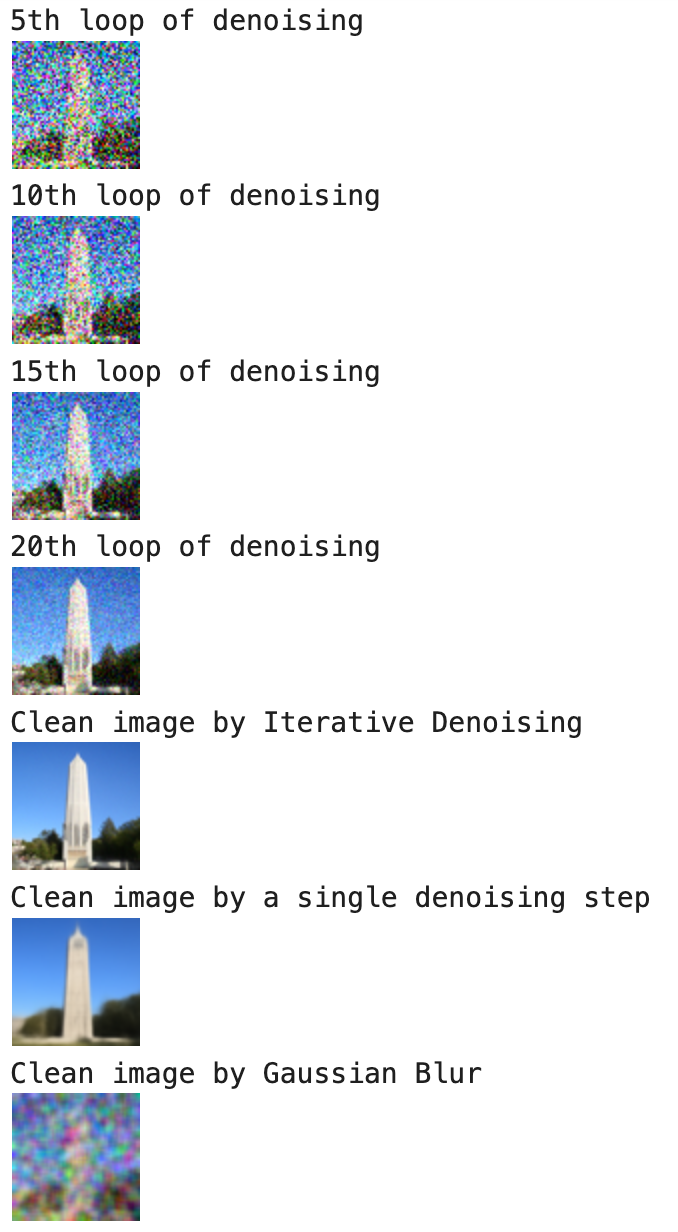 5th loop of denoising
10th loop of denoising
15th loop of denoising
20th loop of denoising
Clean image by Iterative Denoising
Clean image by a single denoising step
Clean image by Gaussian Blur